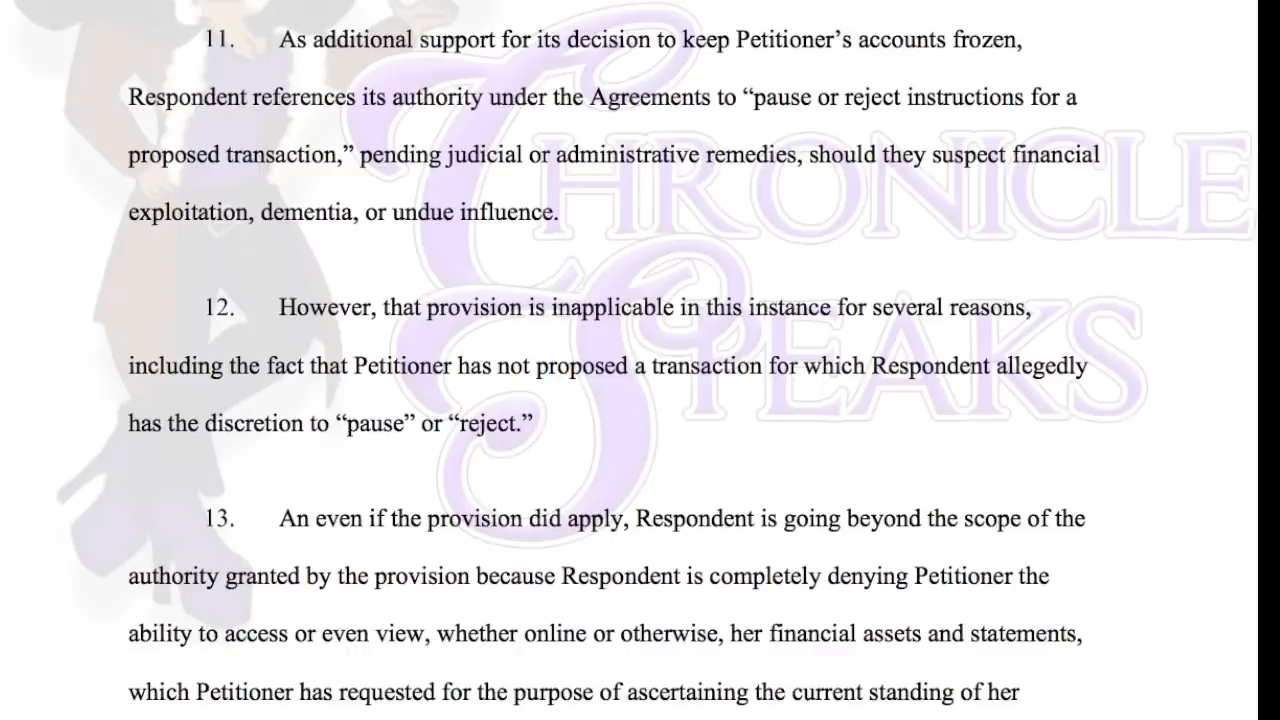 11. As additional support for its decision to keep Petitioner’s accounts frozen,
Respondent references its authority under the Agreements to “pause or reject instructions for a
proposed transaction,” pending judicial or administrative remedies, should they suspect financial
exploitation, dementia, or undue influence.
12. However, that provision is inapplicable in this instance for several reasons,
including the fact that Petitioner has not proposed a transaction for which Respondent allegedly
has the discretion to “pause” or “reject.”
13. An even if the provision did apply, Respondent is going beyond the scope of the
authority granted by the provision because Respondent is completely denying Petitioner the
ability to access or even view, whether online or otherwise, her financial assets and statements,
which Petitioner has requested for the purpose of ascertaining the current standing of her
CHRONICLE
SPEAKS